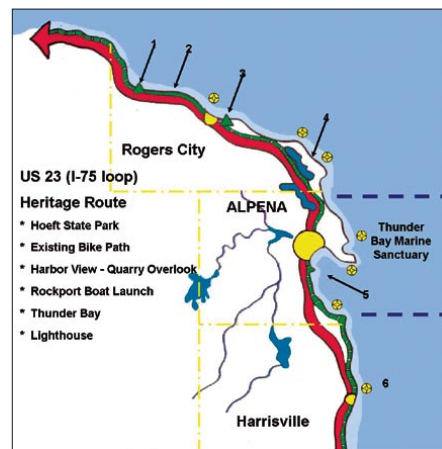 1
2
3
4
Rogers City
US 23 (I-75 loop)
Heritage Route
* Hoeft State Park
* Existing Bike Path
* Harbor View - Quarry Overlook
* Rockport Boat Launch
* Thunder Bay
* Lighthouse
ALPENA
Thunder
Bay Marine
Sanctuary
5
6
Harrisville